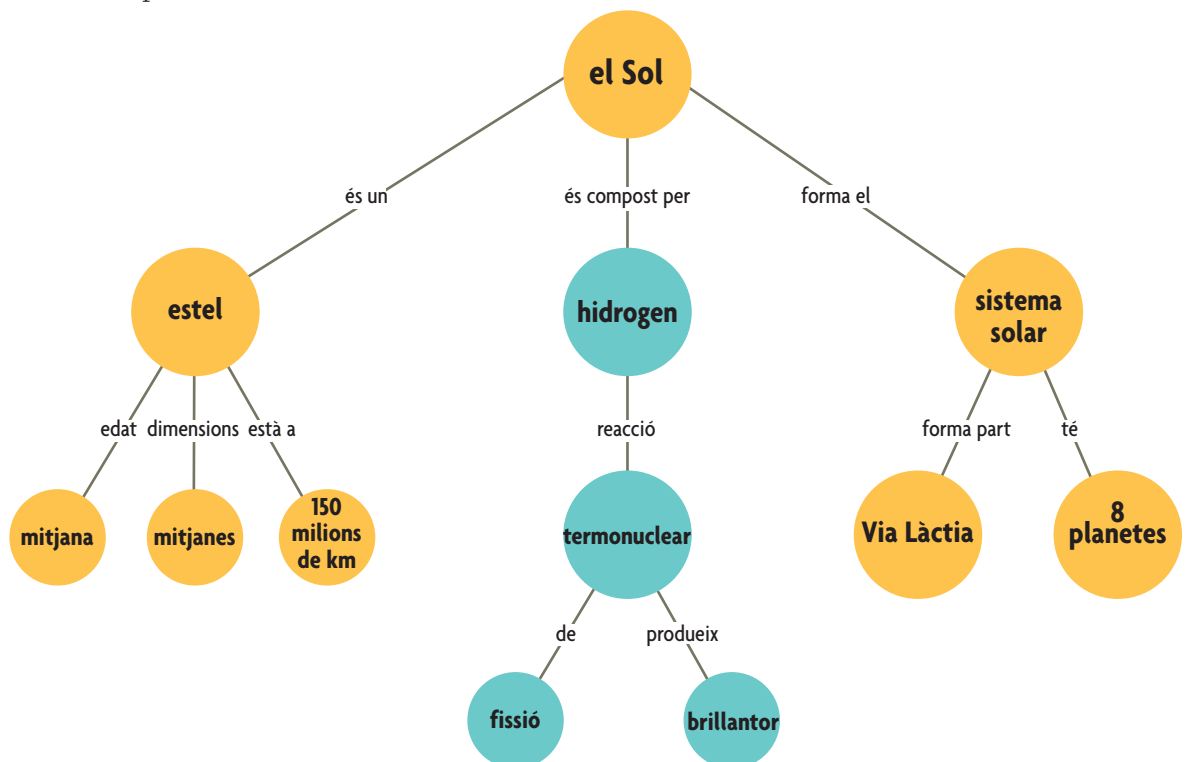 el Sol
és un
és compost per
forma el
estel
hidrogen
sistema
solar
edat
dimensions
està a
reacció
forma part
té
mitjana
mitjanes
150
milions
de km
termonuclear
Via Làctia
8
planetes
de
produeix
fissió
brillantor